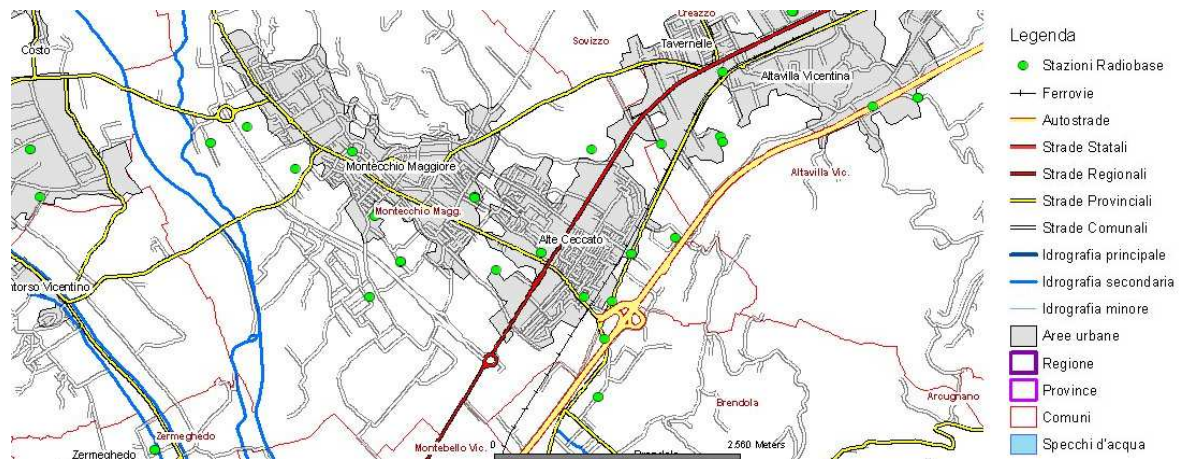 Creazzo
Costo
Sovizzo
Tavernelle
Altavilla Vicentina
Montecchio Maggiore
Altavilla Vic.
Montecchio Magg.
Alte Ceccato
ntorso Vicentino
Brendola
Arcugnano
Zermeghedo
Zermeghedo
Montebello Vic.
0
2.560 Meters
Legenda
Stazioni Radiobase
Ferrovie
Autostrade
Strade Statali
Strade Regionali
Strade Provinciali
Strade Comunali
Idrografia principale
Idrografia secondaria
Idrografia minore
Aree urbane
Regione
Province
Comuni
Specchi d'acqua